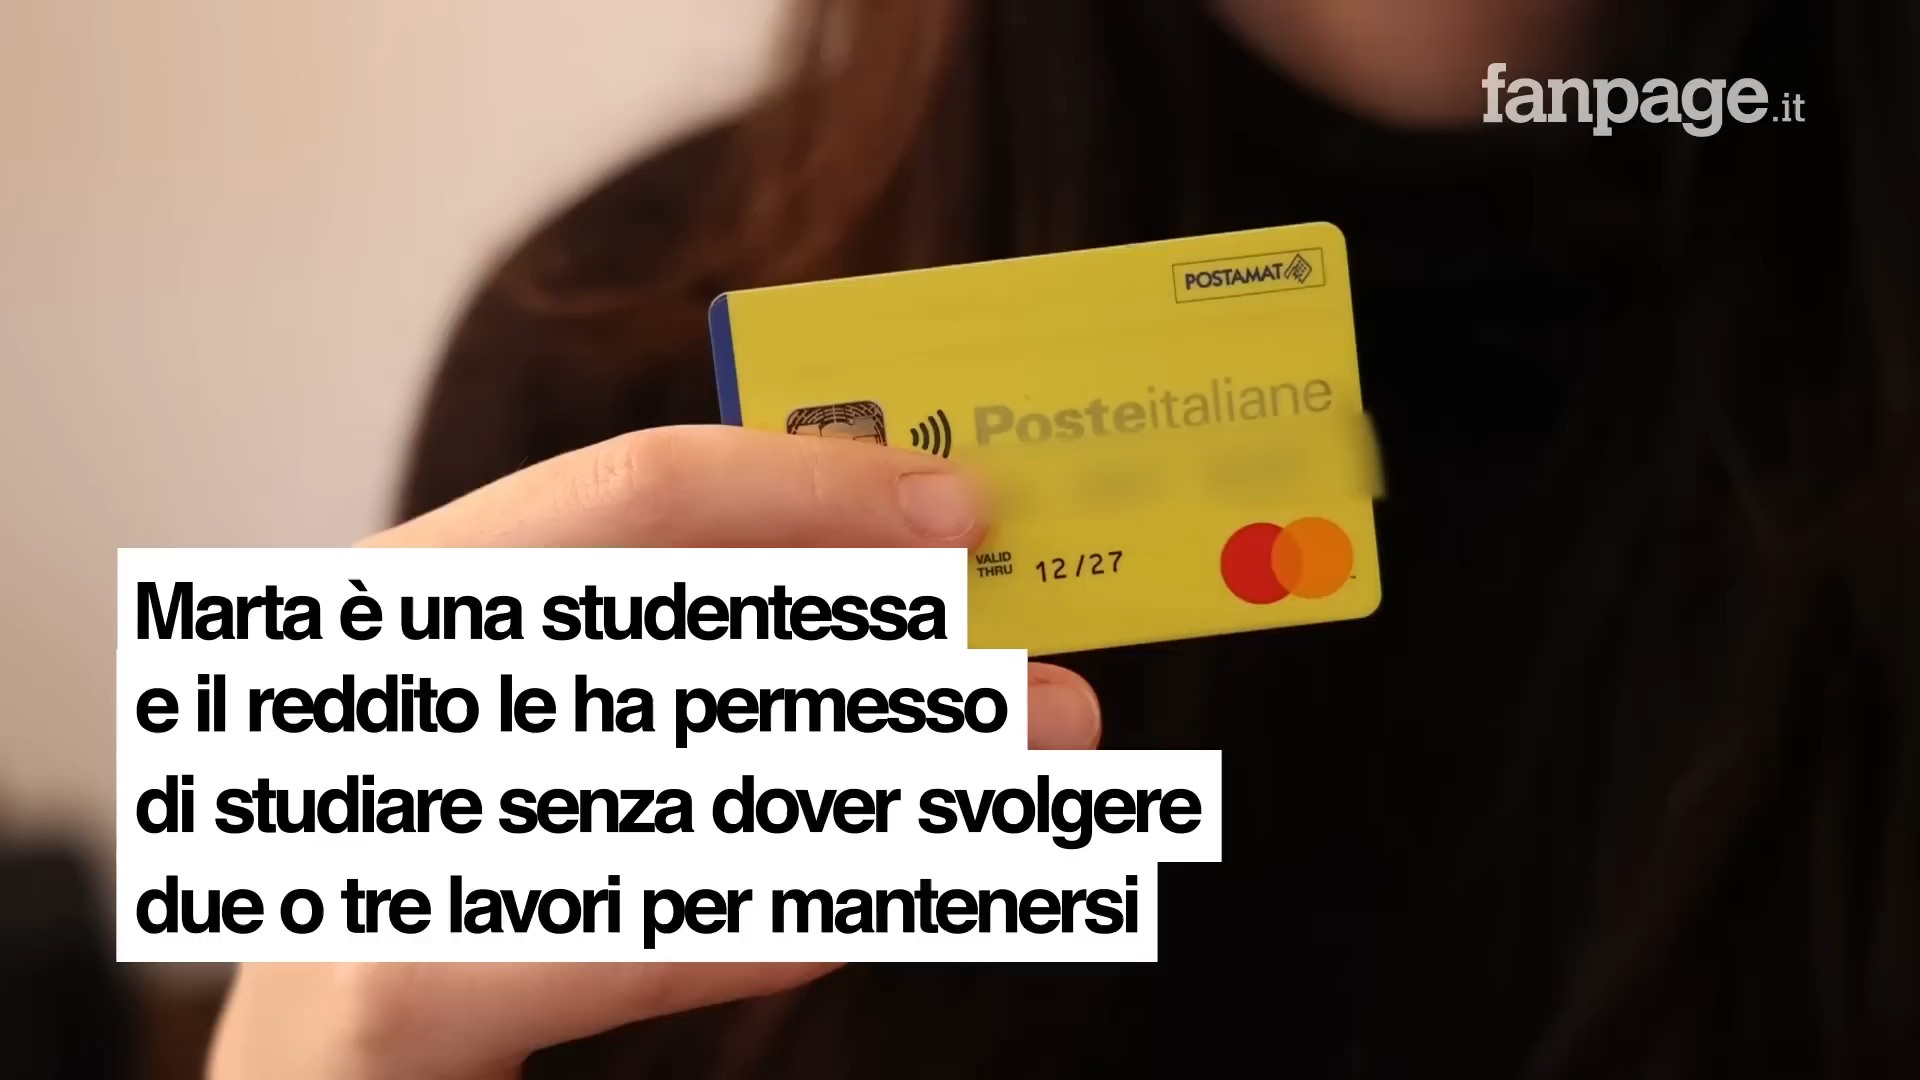 fanpage.it
POSTAMAT
Posteitaliane
VALID
THRU 12/27
Marta è una studentessa
e il reddito le ha permesso
di studiare senza dover svolgere
due o tre lavori per mantenersi